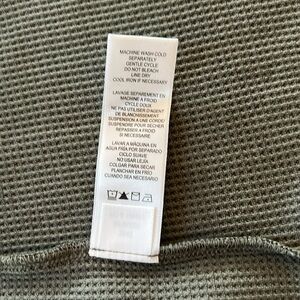 MACHINE WASH COLD
SEPARATELY
GENTLE CYCLE
DO NOT BLEACH
LINE DRY
COOL IRON IF NECESSARY
LAVAGE SEPAREMENT EN
MACHINE A FROID
CYCLE DOUX
NE PAS UTILISER D'AGENT
DE BLANCHISSEMENT
SUSPENSION A UNE CORDE/
SUSPENDRE POUR SECHER
REPASSER A FROID
SI NECESSAIRE
LAVAR A MÁQUINA EN
AGUA FRÍA POR SEPARADO
CICLO SUAVE
NO USAR LEJÍA
COLGAR PARA SECAR
PLANCHAR EN FRÍO
CUANDO SEA NECESARIO